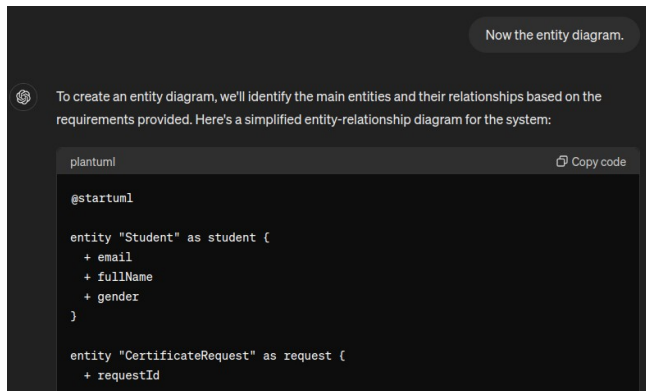 Now the entity diagram.
To create an entity diagram, we'll identify the main entities and their relationships based on the
requirements provided. Here's a simplified entity-relationship diagram for the system:
plantuml
Copy code
@startuml
entity "Student" as student {
+ email
+ fullName
+ gender
}
entity "CertificateRequest" as request {
+ requestId